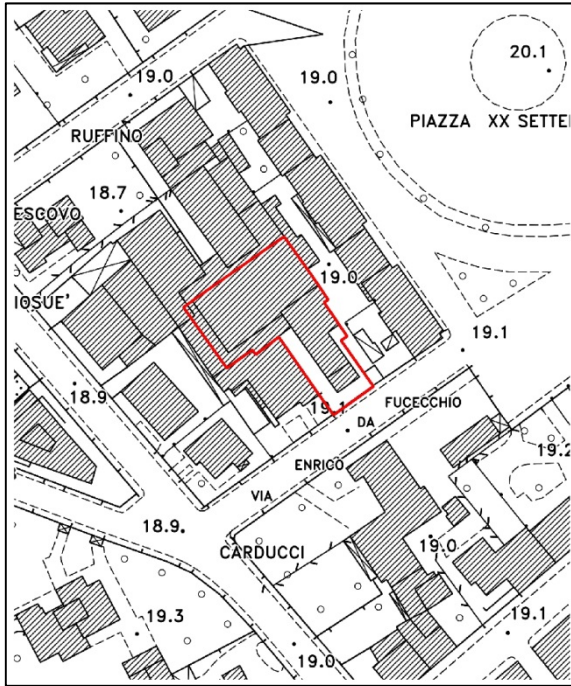 20.1
19.0
19.0
PIAZZA XX SETTE
RUFFINO
18.7
ESCOVO
19.0
IOSUE'
19.1
18.9
FUCECCHIO
19.1
DA
19.2
ENRICO
VIA
18.9
CARDUCCI
19.0
19.3
19.1
19.0